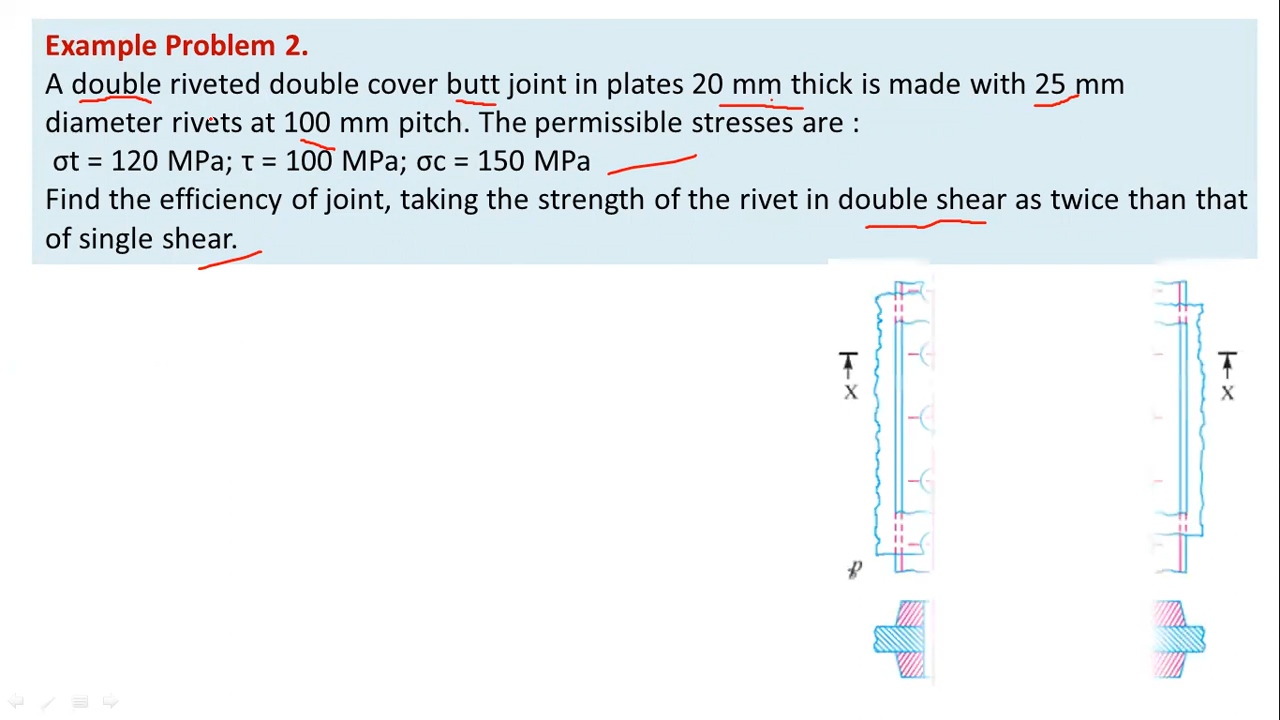 Example Problem 2.
A double riveted double cover butt joint in plates 20 mm thick is made with 25 mm
diameter rivets at 100 mm pitch. The permissible stresses are :
σt = 120 MPa; τ = 100 MPa; σc = 150 MPa
Find the efficiency of joint, taking the strength of the rivet in double shear as twice than that
of single shear.
X X